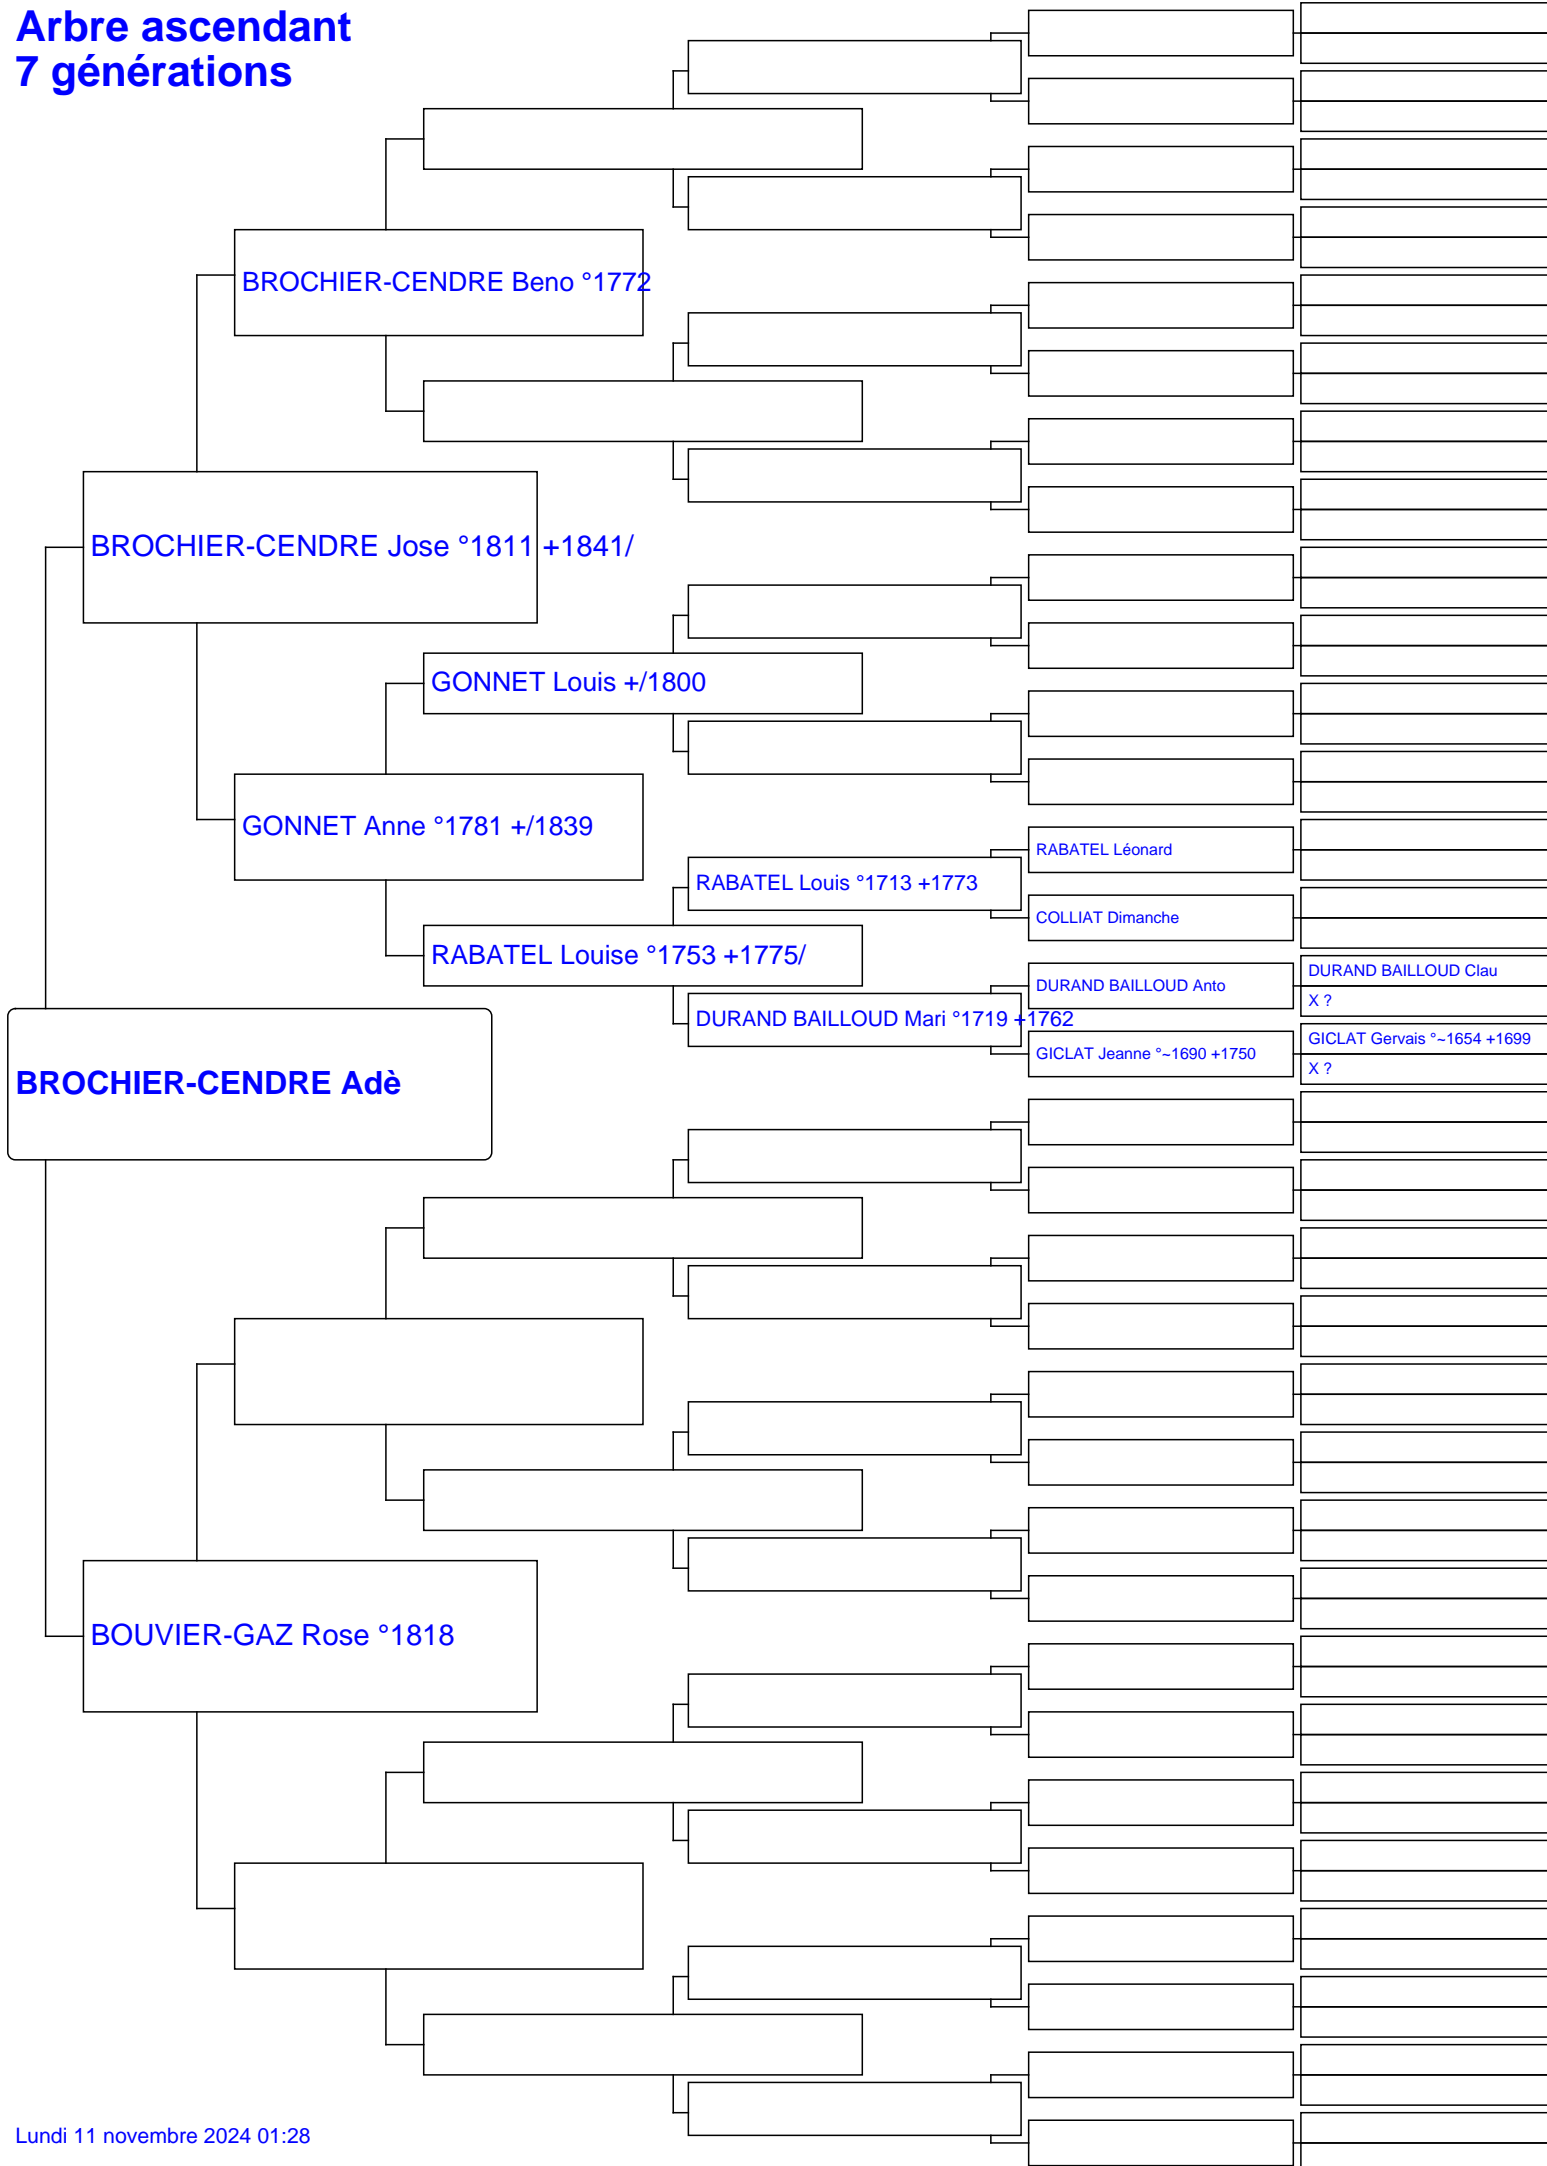 Arbre ascendant
7 générations
BROCHIER-CENDRE Beno °1772
BROCHIER-CENDRE Jose °1811 +1841/
GONNET Louis +/1800
GONNET Anne °1781 +/1839
RABATEL Léonard
RABATEL Louis °1713 +1773
COLLIAT Dimanche
RABATEL Louise °1753 +1775/
DURAND BAILLOUD Clau
DURAND BAILLOUD Anto
X ?
DURAND BAILLOUD Mari °1719 +1762
GICLAT Gervais °~1654 +1699
GICLAT Jeanne °~1690 +1750
X ?
BROCHIER-CENDRE Adè
BOUVIER-GAZ Rose °1818
Lundi 11 novembre 2024 01:28